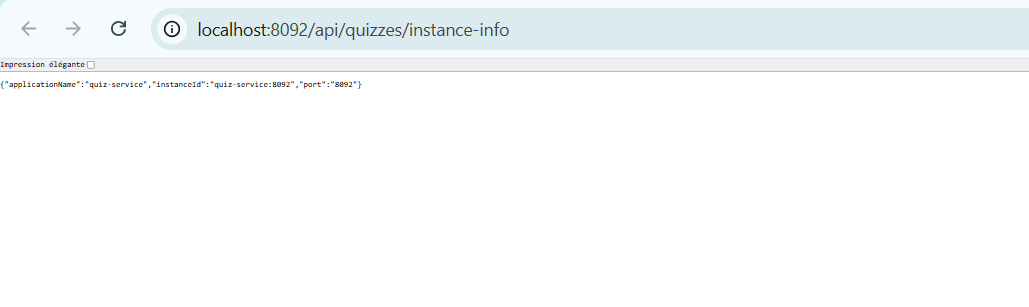 localhost:8092/api/quizzes/instance-info
Impression élégante
{"applicationName":"quiz-service","instanceId":"quiz-service:8092","port":"8092"}